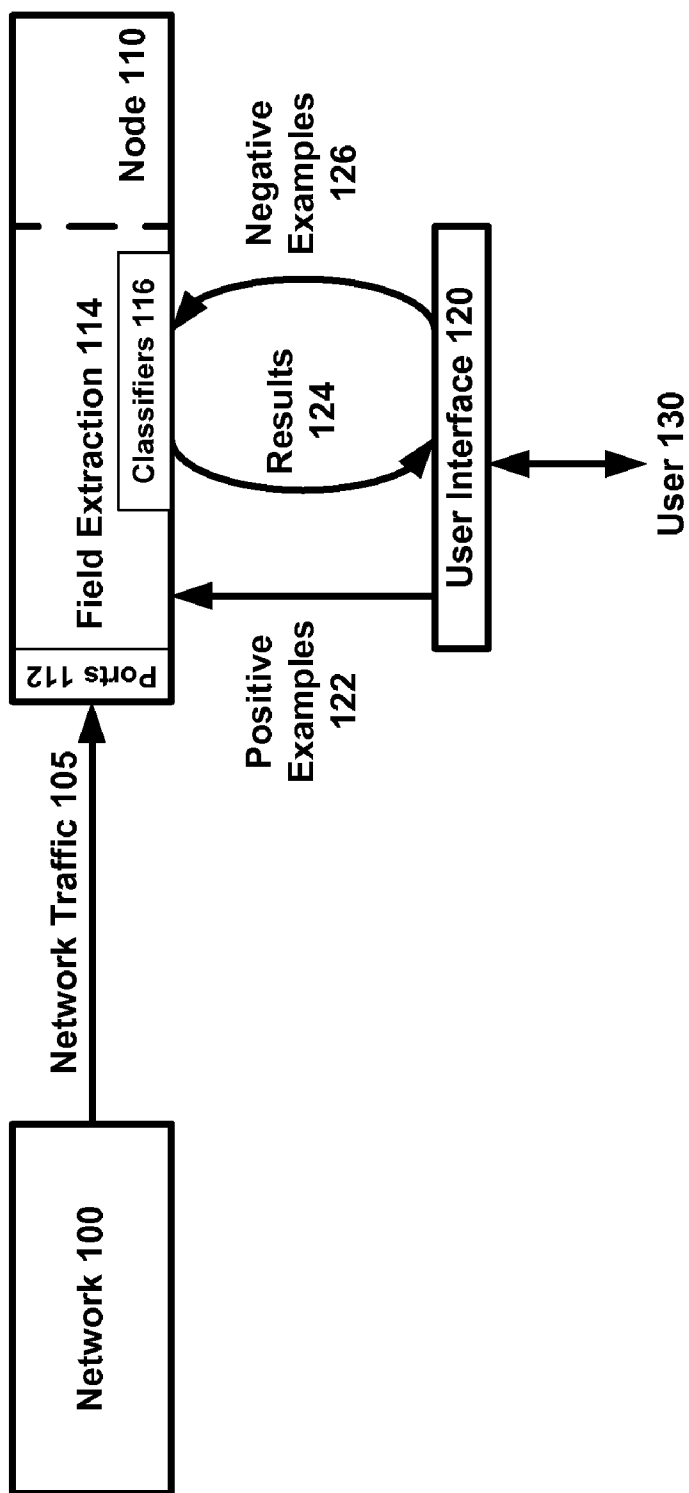 Network 100
Network Traffic 105
Ports 112
Field Extraction 114
Classifiers 116
Node 110
Positive
Examples
122
Results
124
Negative
Examples
126
User Interface 120
User 130